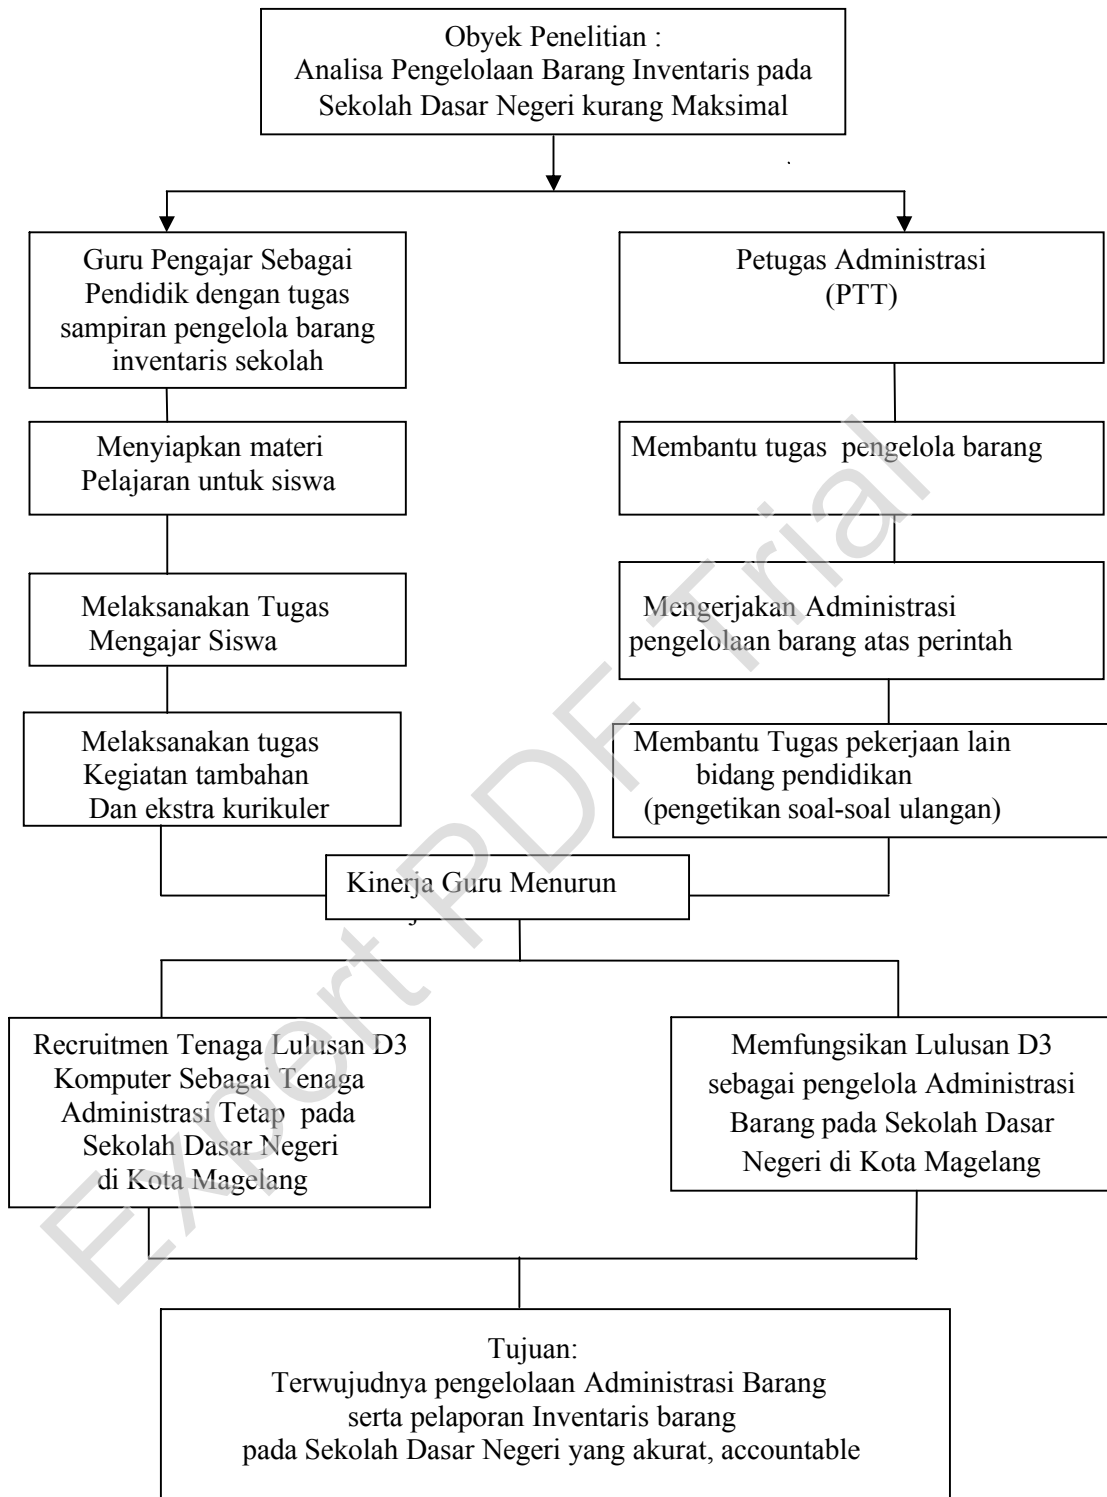 Obyek Penelitian :
Analisa Pengelolaan Barang Inventaris pada
Sekolah Dasar Negeri kurang Maksimal
Guru Pengajar Sebagai
Pendidik dengan tugas
sampiran pengelola barang
inventaris sekolah
Petugas Administrasi
(PTT)
Menyiapkan materi
Pelajaran untuk siswa
Membantu tugas pengelola barang
Melaksanakan Tugas
Mengajar Siswa
Mengerjakan Administrasi
pengelolaan barang atas perintah
Melaksanakan tugas
Kegiatan tambahan
Dan ekstra kurikuler
Membantu Tugas pekerjaan lain
bidang pendidikan
(pengetikan soal-soal ulangan)
Kinerja Guru Menurun
Recruitmen Tenaga Lulusan D3
Komputer Sebagai Tenaga
Administrasi Tetap pada
Sekolah Dasar Negeri
di Kota Magelang
Memfungsikan Lulusan D3
sebagai pengelola Administrasi
Barang pada Sekolah Dasar
Negeri di Kota Magelang
Tujuan:
Terwujudnya pengelolaan Administrasi Barang
serta pelaporan Inventaris barang
pada Sekolah Dasar Negeri yang akurat, accountable
Expert PDF Trial